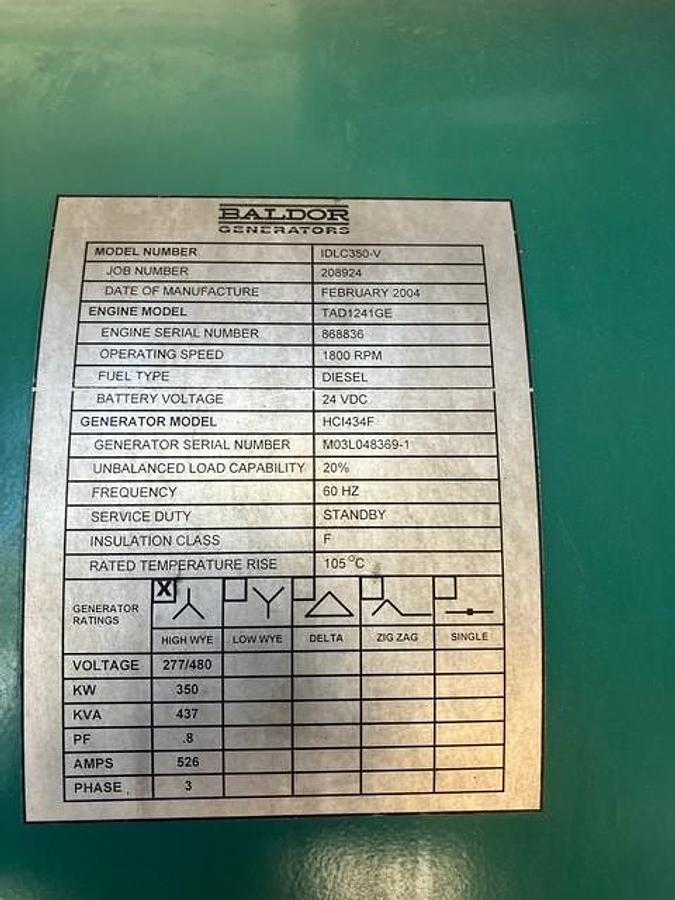 BALDOR
GENERATORS
MODEL NUMBER IDLC350-V
JOB NUMBER 208924
DATE OF MANUFACTURE FEBRUARY 2004
ENGINE MODEL TAD1241GE
ENGINE SERIAL NUMBER 868836
OPERATING SPEED 1800 RPM
FUEL TYPE DIESEL
BATTERY VOLTAGE 24 VDC
GENERATOR MODEL HCI434F
GENERATOR SERIAL NUMBER M03L048369-1
UNBALANCED LOAD CAPABILITY 20%
FREQUENCY 60 HZ
SERVICE DUTY STANDBY
INSULATION CLASS F
RATED TEMPERATURE RISE 105 °C
X
GENERATOR
RATINGS
HIGH WYE LOW WYE DELTA ZIG ZAG SINGLE
VOLTAGE 277/480
KW 350
KVA 437
PF .8
AMPS 526
PHASE 3